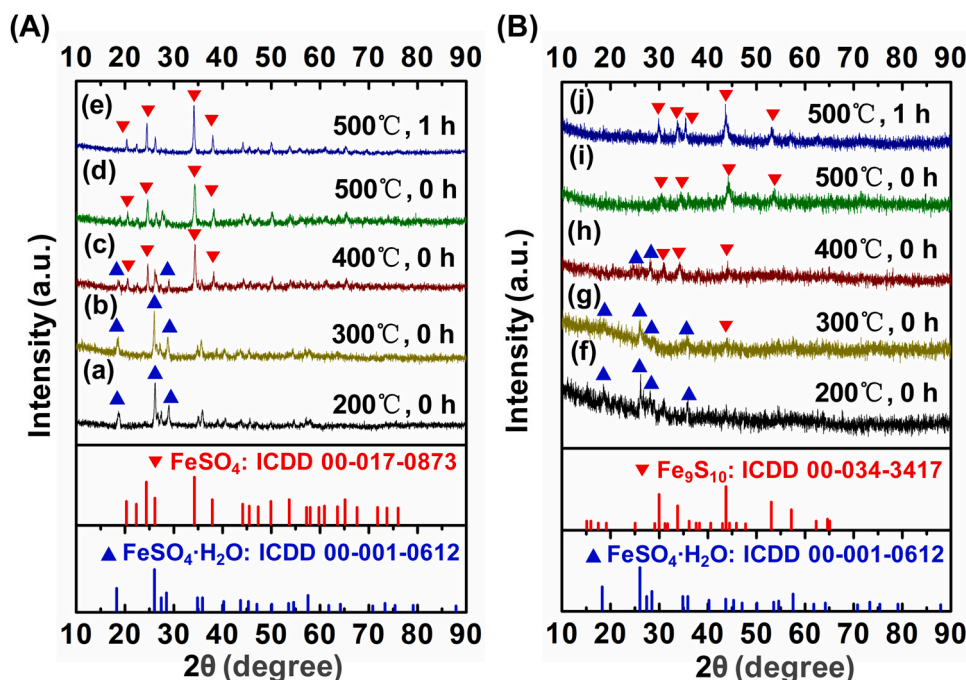 (A)
10 20 30 40 50 60 70 80 90
(e)
500℃, 1 h
(d)
500℃, 0 h
(c)
400℃, 0 h
(b)
300℃, 0 h
(a)
200℃, 0 h
Intensity (a.u.)
▼ FeSO₄: ICDD 00-017-0873
▲ FeSO₄·H₂O: ICDD 00-001-0612
10 20 30 40 50 60 70 80 90
2θ (degree)
(B)
10 20 30 40 50 60 70 80 90
(j)
500℃, 1 h
(i)
500℃, 0 h
(h)
400℃, 0 h
(g)
300℃, 0 h
(f)
200℃, 0 h
Intensity (a.u.)
▼ Fe₉S₁₀: ICDD 00-034-3417
▲ FeSO₄·H₂O: ICDD 00-001-0612
10 20 30 40 50 60 70 80 90
2θ (degree)